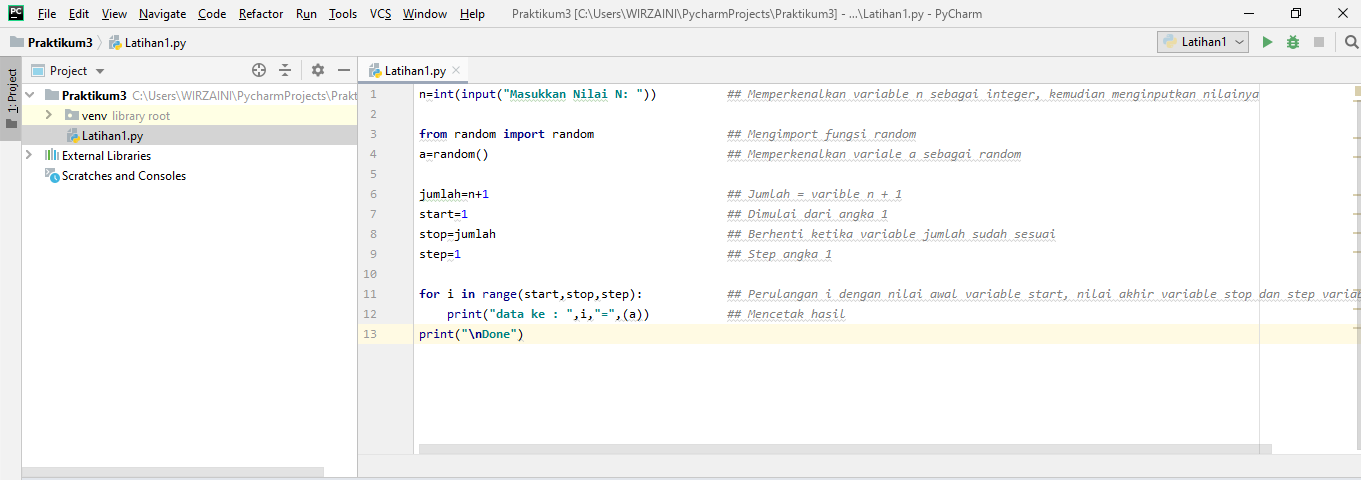 PC File Edit View Navigate Code Refactor Run Tools VCS Window Help Praktikum3 [C:\Users\WIRZAINI\PycharmProjects\Praktikum3] - ...\Latihan1.py - PyCharm
Praktikum3 Latihan1.py Latihan1
1: Project
Project
Praktikum3 C:\Users\WIRZAINI\PycharmProjects\Prakt
venv library root
Latihan1.py
External Libraries
Scratches and Consoles
Latihan1.py
1 n=int(input("Masukkan Nilai N: ")) ## Memperkenalkan variable n sebagai integer, kemudian menginputkan nilainya
2
3 from random import random ## Mengimport fungsi random
4 a=random() ## Memperkenalkan variale a sebagai random
5
6 jumlah=n+1 ## Jumlah = varible n + 1
7 start=1 ## Dimulai dari angka 1
8 stop=jumlah ## Berhenti ketika variable jumlah sudah sesuai
9 step=1 ## Step angka 1
10
11 for i in range(start,stop,step): ## Perulangan i dengan nilai awal variable start, nilai akhir variable stop dan step variab
12 print("data ke : ",i,"=",(a)) ## Mencetak hasil
13 print("\nDone")